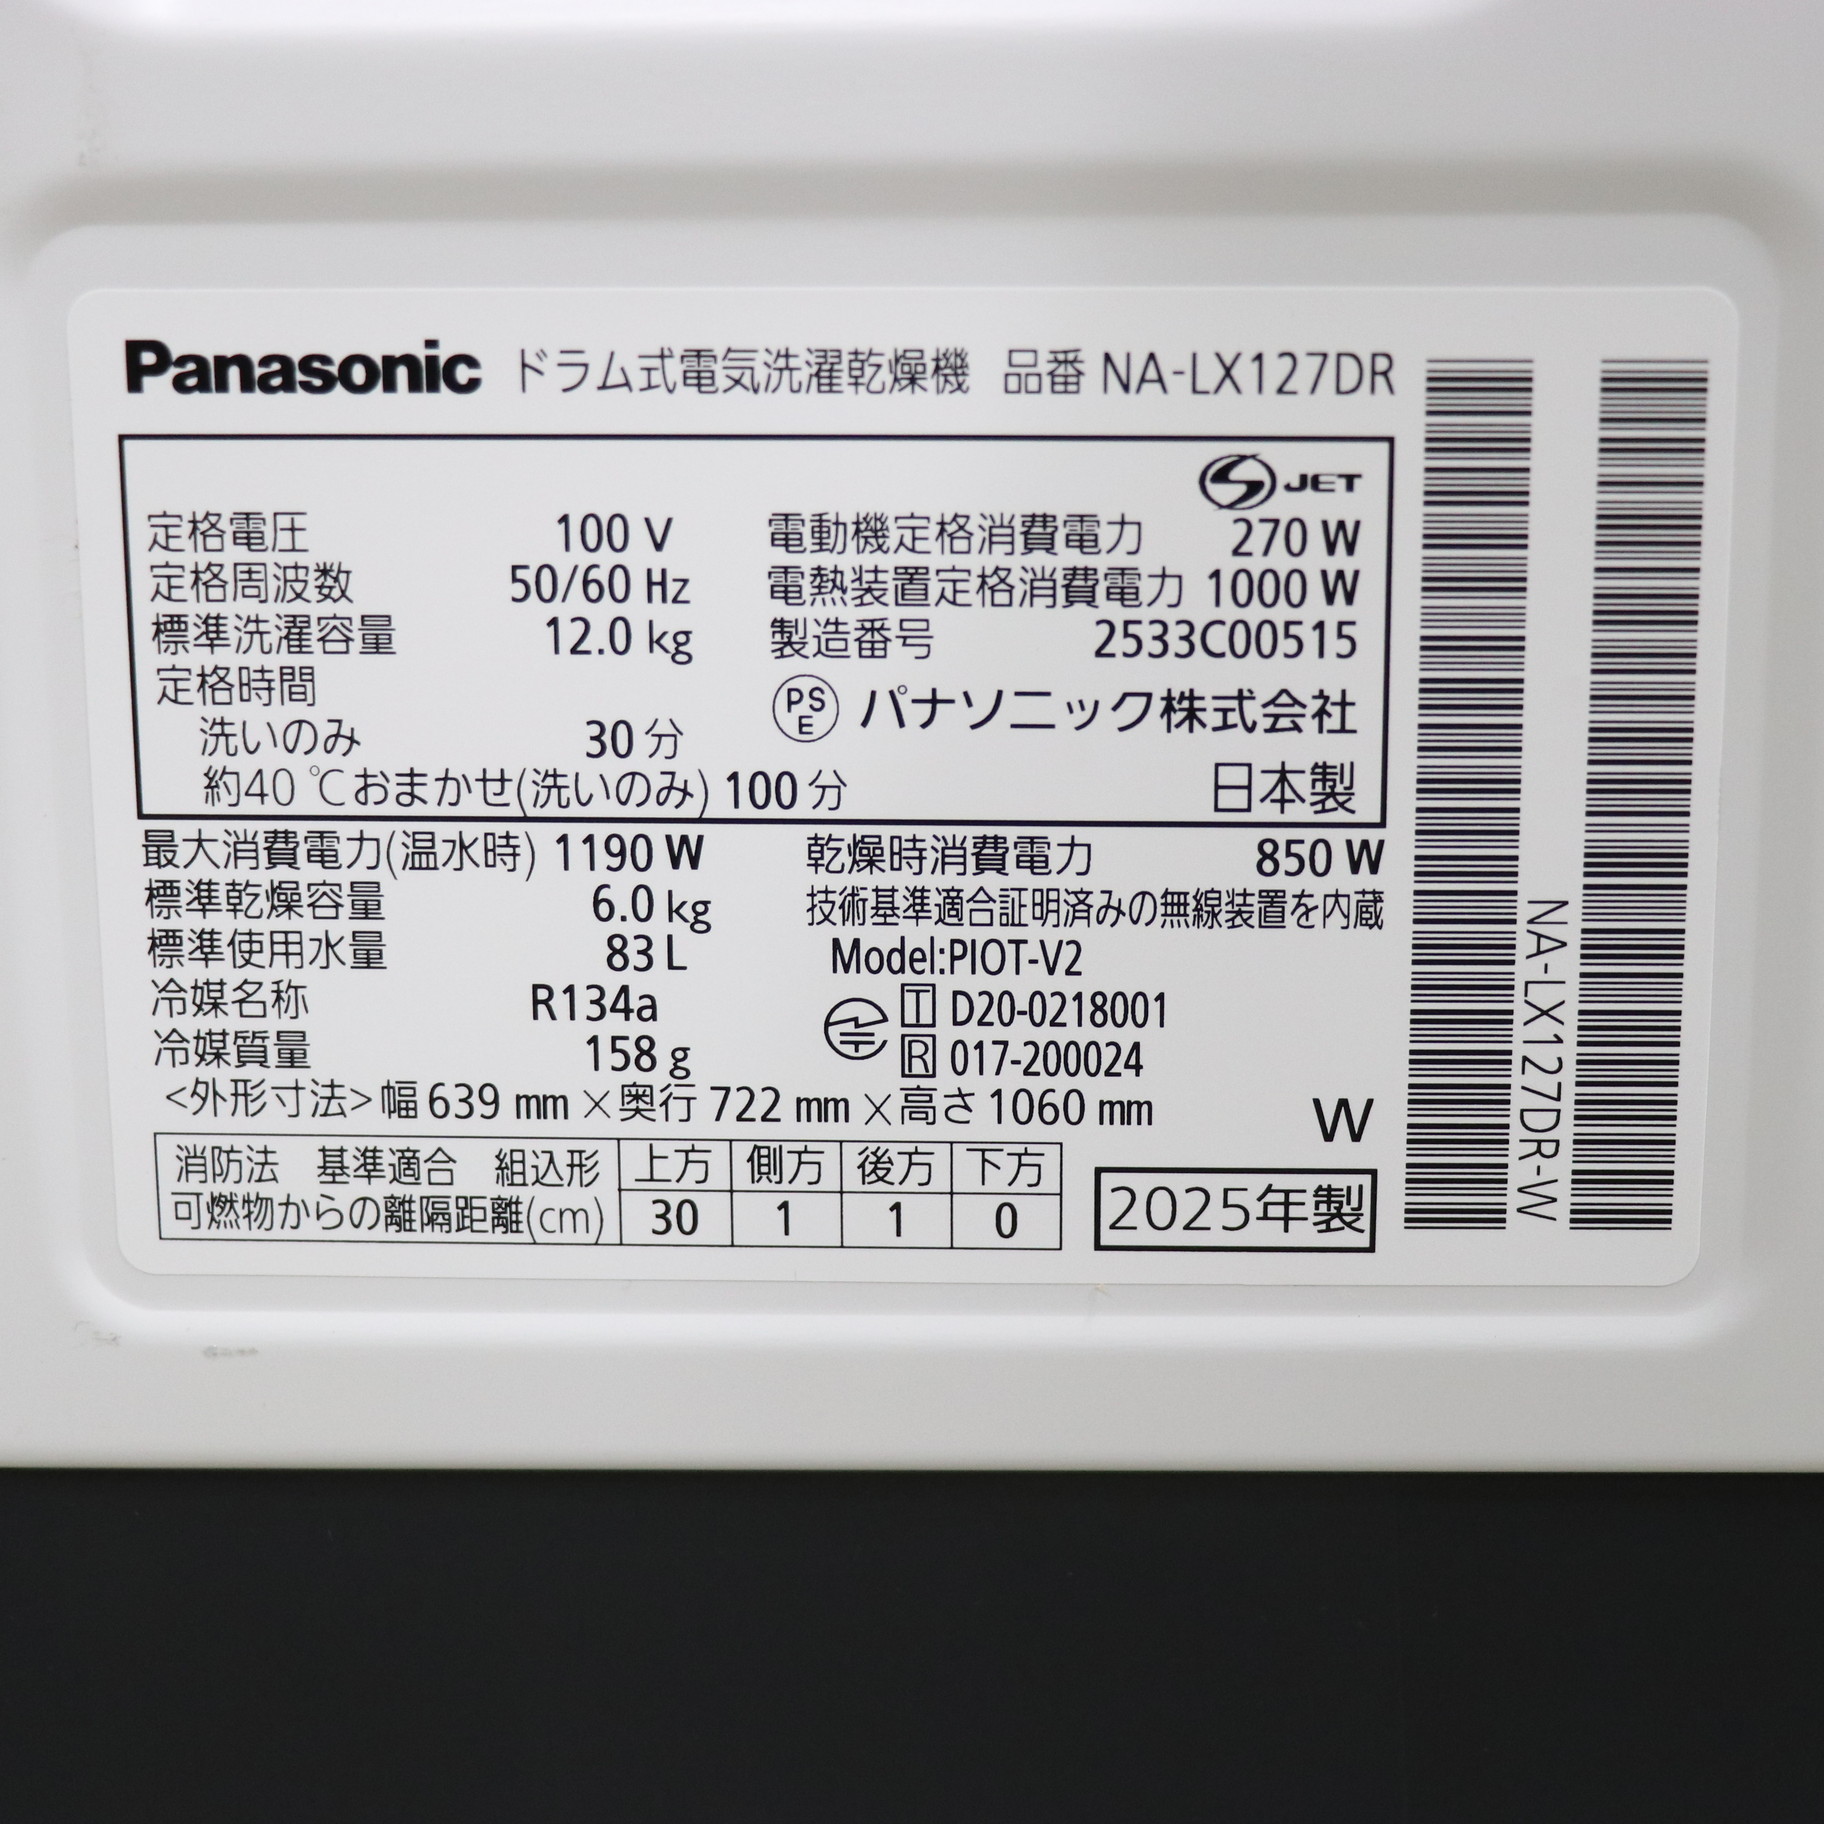 Panasonic ドラム式電気洗濯乾燥機 品番 NA-LX127DR
JET
定格電圧 100 V 電動機定格消費電力 270 W
定格周波数 50/60 Hz 電熱装置定格消費電力 1000 W
標準洗濯容量 12.0 kg 製造番号 2533C00515
定格時間
PSE パナソニック株式会社
洗いのみ 30 分
約40 ℃おまかせ(洗いのみ) 100 分 日本製
最大消費電力(温水時) 1190 W 乾燥時消費電力 850 W
標準乾燥容量 6.0 kg 技術基準適合証明済みの無線装置を内蔵
標準使用水量 83 L Model:PIOT-V2
冷媒名称 R134a T D20-0218001
冷媒質量 158 g R 017-200024
<外形寸法>幅 639 mm×奥行 722 mm×高さ 1060 mm W
消防法 基準適合 組込形 上方 側方 後方 下方
可燃物からの離隔距離(cm) 30 1 1 0
2025年製
NA-LX127DR-W